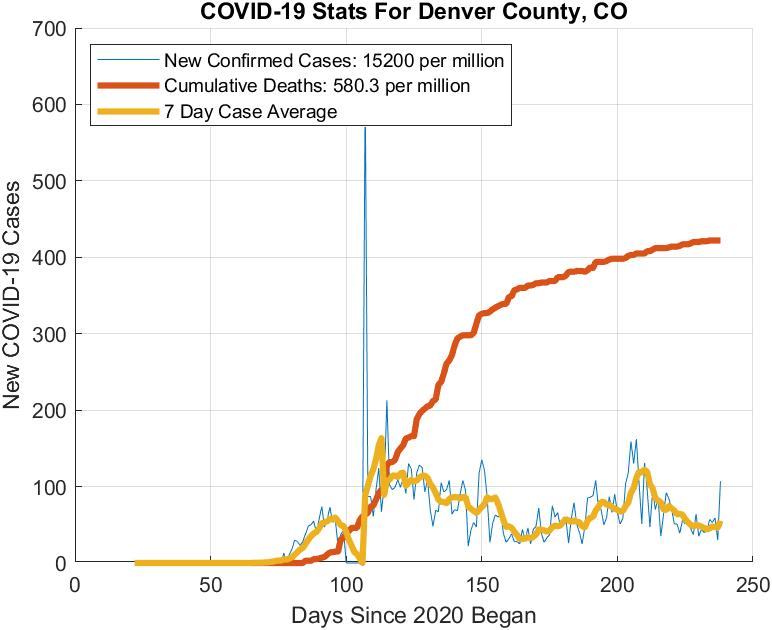 COVID-19 Stats For Denver County, CO
700
600
500
400
300
200
100
0
New COVID-19 Cases
New Confirmed Cases: 15200 per million
Cumulative Deaths: 580.3 per million
7 Day Case Average
0
50
100
150
200
250
Days Since 2020 Began